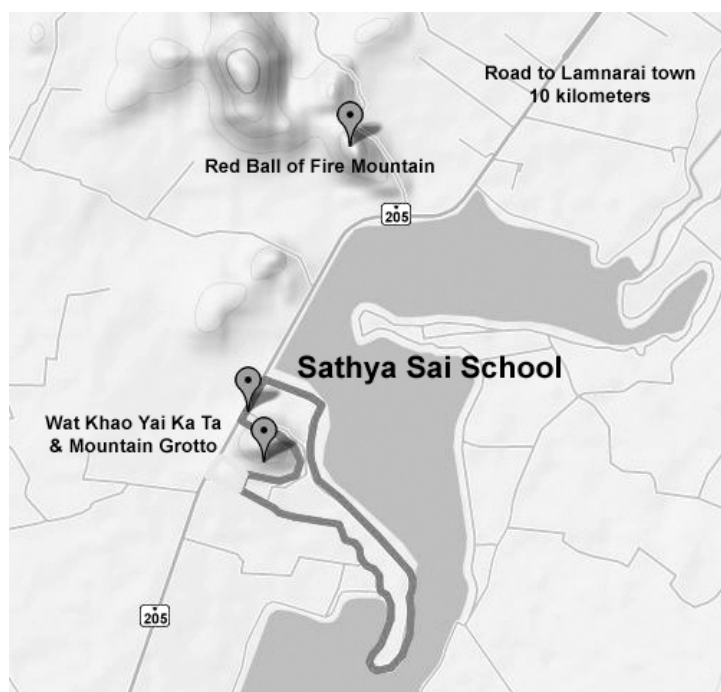 Road to Lamnarai town
10 kilometers
Red Ball of Fire Mountain
205
Sathya Sai School
Wat Khao Yai Ka Ta
& Mountain Grotto
205